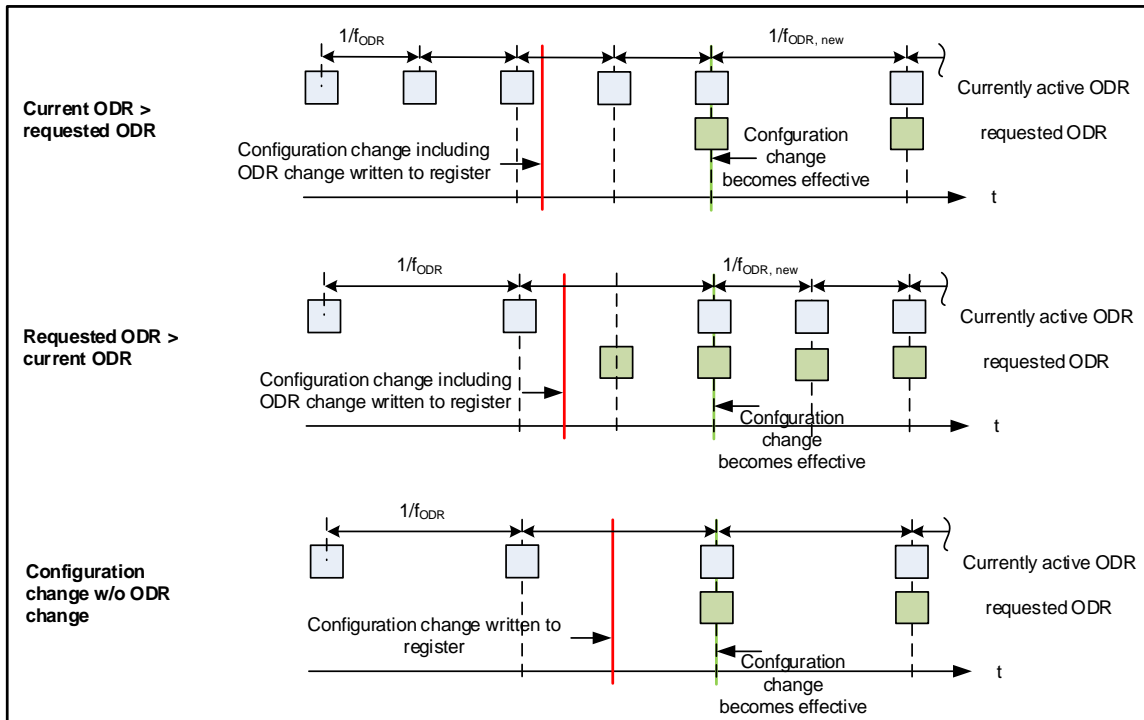 1/fODR
1/fODR, new
Current ODR >
requested ODR
Currently active ODR
requested ODR
Configuration change including
ODR change written to register
Confguration
change
becomes effective
t
1/fODR
1/fODR, new
Requested ODR >
current ODR
Currently active ODR
requested ODR
Configuration change including
ODR change written to register
Confguration
change
becomes effective
t
1/fODR
Configuration
change w/o ODR
change
Currently active ODR
requested ODR
Configuration change written to
register
Confguration
change
becomes effective
t